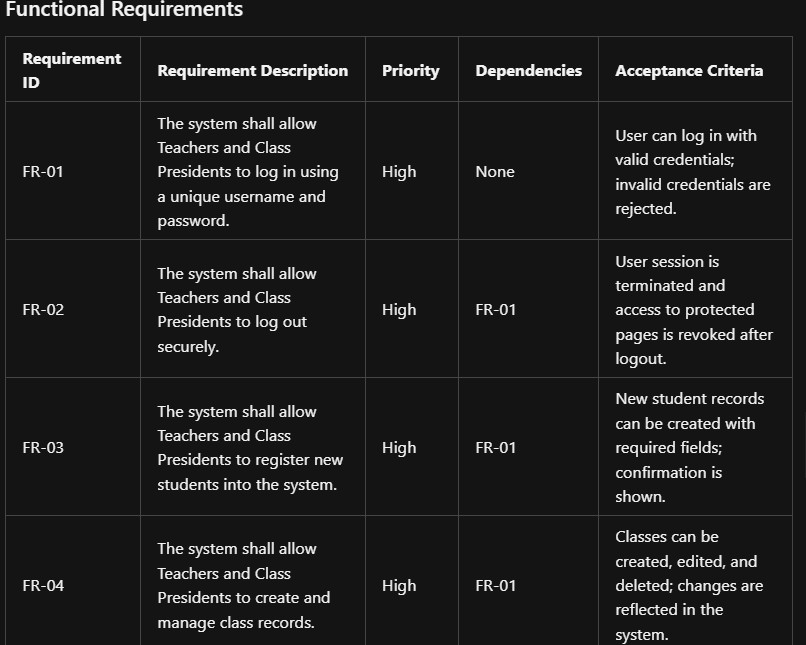 Functional Requirements
Requirement
ID
Requirement Description
Priority
Dependencies
Acceptance Criteria
FR-01
The system shall allow
Teachers and Class
Presidents to log in using
a unique username and
password.
High
None
User can log in with
valid credentials;
invalid credentials are
rejected.
FR-02
The system shall allow
Teachers and Class
Presidents to log out
securely.
High
FR-01
User session is
terminated and
access to protected
pages is revoked after
logout.
FR-03
The system shall allow
Teachers and Class
Presidents to register new
students into the system.
High
FR-01
New student records
can be created with
required fields;
confirmation is
shown.
FR-04
The system shall allow
Teachers and Class
Presidents to create and
manage class records.
High
FR-01
Classes can be
created, edited, and
deleted; changes are
reflected in the
system.